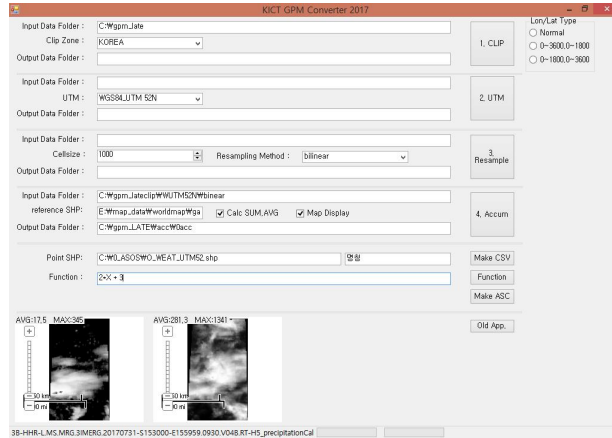 KICT GPM Converter 2017
Input Data Folder : C:₩gpm_late
Clip Zone : KOREA
Output Data Folder :
1. CLIP
Lon/Lat Type
Normal
0~3600,0~1800
0~1800,0~3600
Input Data Folder :
UTM : WGS84_UTM 52N
Output Data Folder :
2. UTM
Input Data Folder :
Cellsize : 1000 Resampling Method : bilinear
Output Data Folder :
3. Resample
Input Data Folder : C:₩gpm_lateclip₩WUTM52N₩binear
reference SHP: E:₩map_data₩worldmap₩ga Calc SUM,AVG Map Display
Output Data Folder : C:₩gpm_LATE₩acc₩0acc
4. Accum
Point SHP: C:₩0_ASOS₩O_WEAT_UTM52.shp 명칭 Make CSV
Function : 2*X + 3 Function
Make ASC
AVG:17,5 MAX:345
AVG:281,3 MAX:1341
Old App.
50 km
50 km
3B-HHR-L.MS.MRG.3IMERG.20170731-S153000-E155959.0930.V04B.RT-H5_precipitationCal